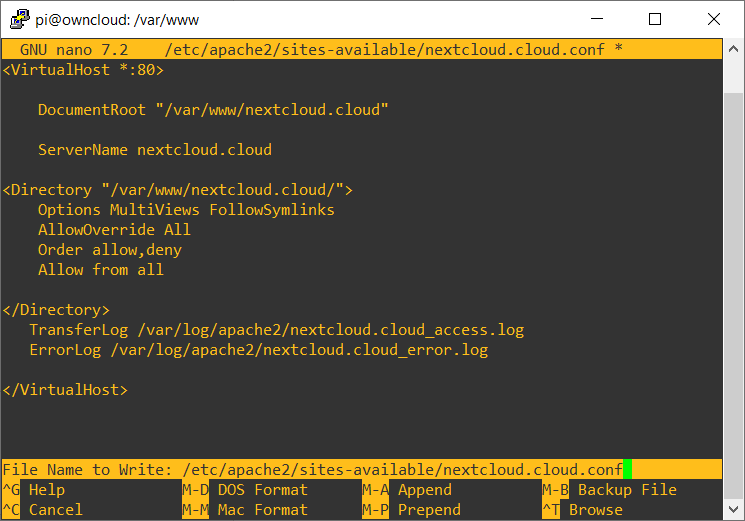 pi@owncloud: /var/www
GNU nano 7.2    /etc/apache2/sites-available/nextcloud.cloud.conf *
<VirtualHost *:80>
    DocumentRoot "/var/www/nextcloud.cloud"
    ServerName nextcloud.cloud
<Directory "/var/www/nextcloud.cloud/">
    Options MultiViews FollowSymlinks
    AllowOverride All
    Order allow,deny
    Allow from all
</Directory>
   TransferLog /var/log/apache2/nextcloud.cloud_access.log
   ErrorLog /var/log/apache2/nextcloud.cloud_error.log
</VirtualHost>
File Name to Write: /etc/apache2/sites-available/nextcloud.cloud.conf
^G Help             M-D DOS Format      M-A Append          M-B Backup File
^C Cancel           M-M Mac Format      M-P Prepend         ^T Browse